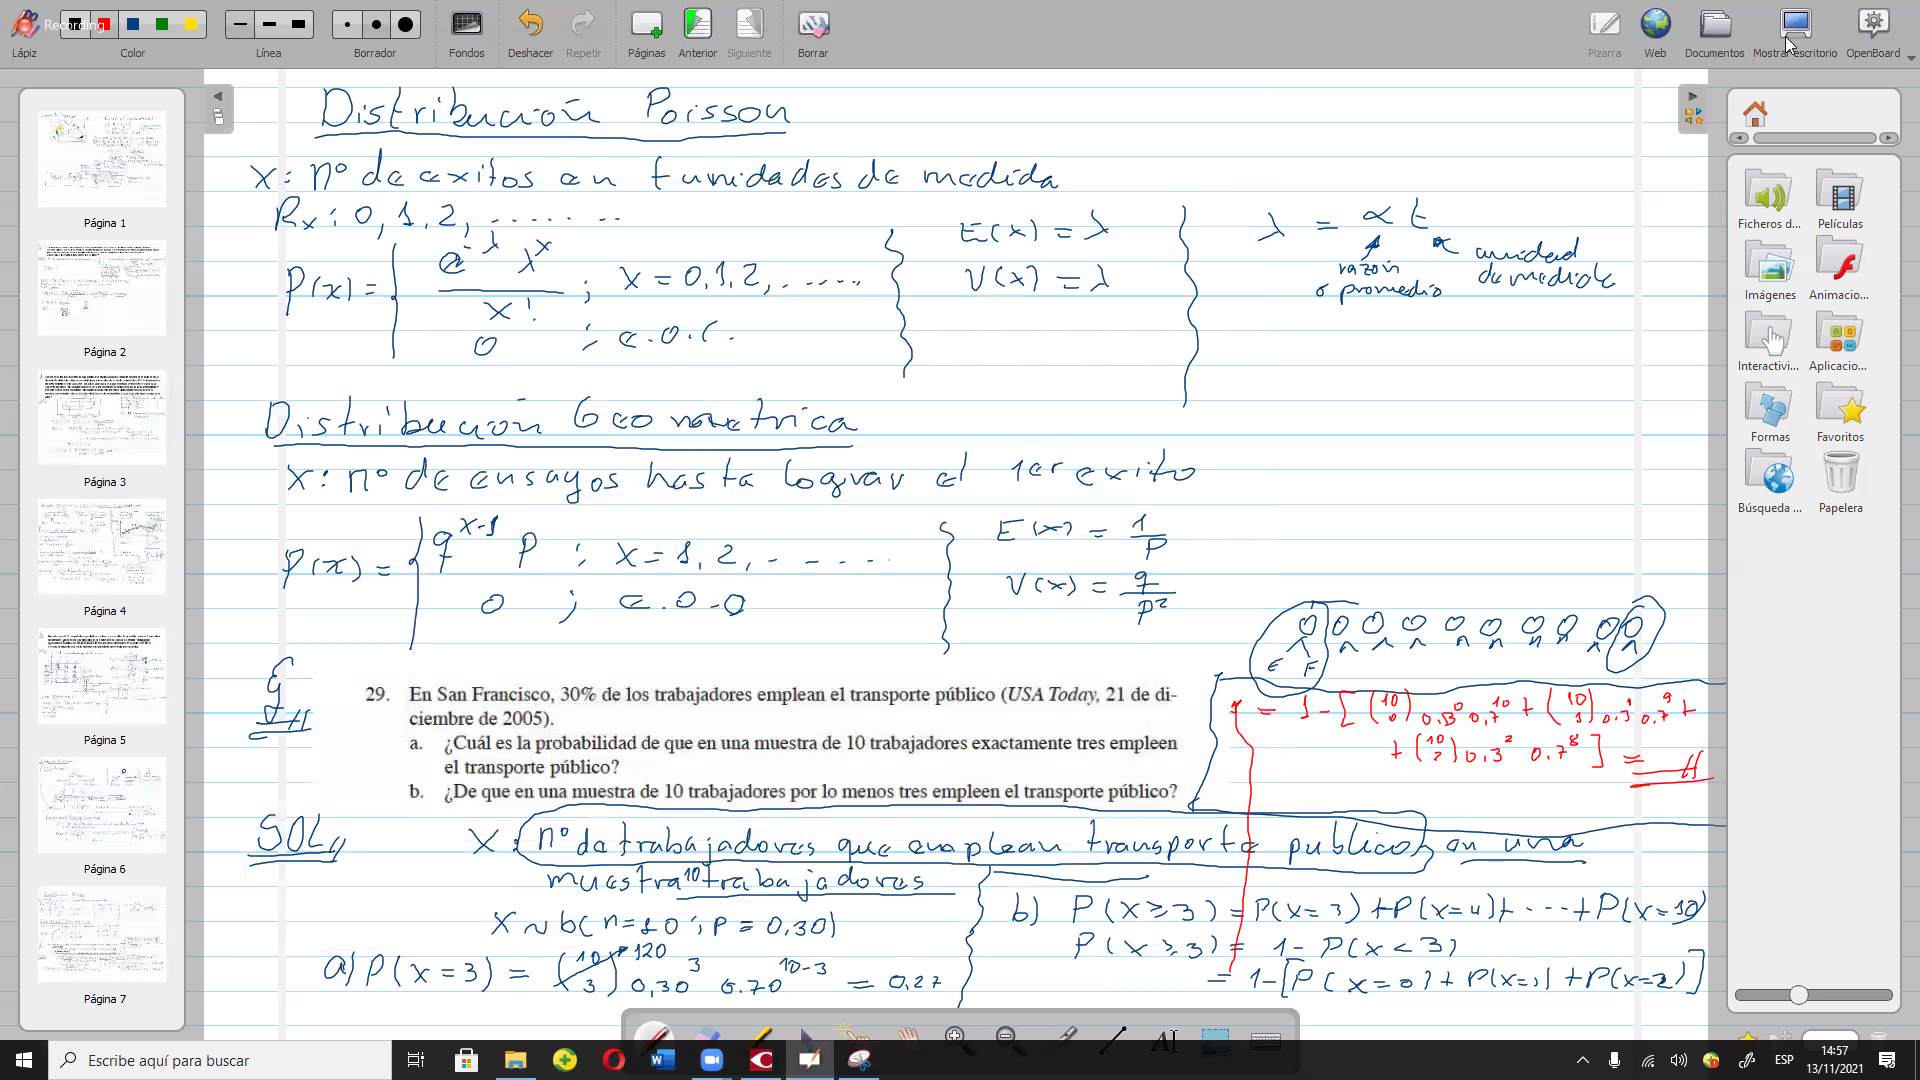 Recording
Lápiz
Color
Línea
Borrador
Fondos
Deshacer
Repetir
Páginas
Anterior
Siguiente
Borrar
Pizarra
Web
Documentos
Mostrar escritorio
OpenBoard
Página 1
Página 2
Página 3
Página 4
Página 5
Página 6
Página 7
Distribución Poisson
X: nº de exitos en t unidades de medida
Rx: 0, 1, 2, ........
P(x) = { e^-λ λ^x / x! ; x = 0, 1, 2, .....
0 ; e.o.c.
E(x) = λ
V(x) = λ
λ = α t
razón o promedio
unidad de medida
Distribución Geometrica
X: nº de ensayos hasta lograr el 1er exito
P(x) = { q^x-1 p ; x = 1, 2, - - - - -
0 ; e.o.c
E(x) = 1/p
V(x) = q/p²
E F
Ej
29. En San Francisco, 30% de los trabajadores emplean el transporte público (USA Today, 21 de di-
ciembre de 2005).
a. ¿Cuál es la probabilidad de que en una muestra de 10 trabajadores exactamente tres empleen
el transporte público?
b. ¿De que en una muestra de 10 trabajadores por lo menos tres empleen el transporte público?
= 1 - [ (10 0) 0.3^0 0.7^10 + (10 1) 0.3^1 0.7^9 +
+ (10 2) 0.3^2 0.7^8 ] =
SOL
X: nº de trabajadores que emplean transporte publico, en una
muestra 10 trabajadores
X ~ b(n=10; p = 0,30)
a) P(x=3) = (10 3) 120 0,30^3 0.70^10-3 = 0,27
b) P(x≥3) = P(x=3) + P(x=4) + ... + P(x=10)
P(x≥3) = 1 - P(x<3)
= 1 - [P(x=0) + P(x=1) + P(x=2)]
Ficheros d...
Películas
Imágenes
Animacio...
Interactivi...
Aplicacio...
Formas
Favoritos
Búsqueda ...
Papelera
Escribe aquí para buscar
ESP
14:57
13/11/2021